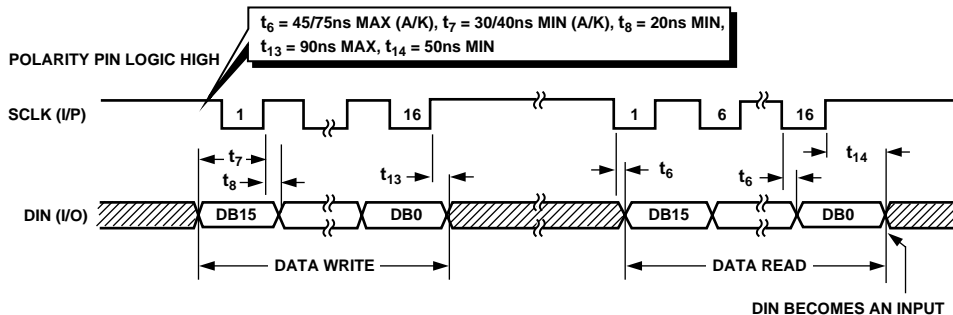 t6 = 45/75ns MAX (A/K), t7 = 30/40ns MIN (A/K), t8 = 20ns MIN,
t13 = 90ns MAX, t14 = 50ns MIN
POLARITY PIN LOGIC HIGH
SCLK (I/P)
1
16
1
6
16
t7
t8
t13
t6
t6
t14
DIN (I/O)
DB15
DB0
DB15
DB0
DATA WRITE
DATA READ
DIN BECOMES AN INPUT